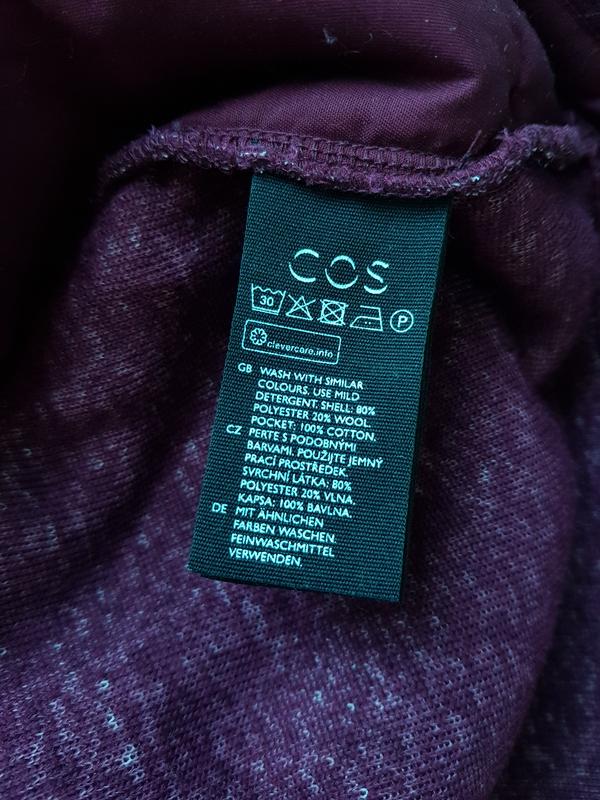 COS
30
P
clevercare.info
GB WASH WITH SIMILAR
COLOURS. USE MILD
DETERGENT. SHELL: 80%
POLYESTER 20% WOOL.
POCKET: 100% COTTON.
CZ PERTE S PODOBNÝMI
BARVAMI. POUŽIJTE JEMNÝ
PRACÍ PROSTŘEDEK.
SVRCHNÍ LÁTKA: 80%
POLYESTER 20% VLNA.
KAPSA: 100% BAVLNA.
DE MIT ÄHNLICHEN
FARBEN WASCHEN.
FEINWASCHMITTEL
VERWENDEN.